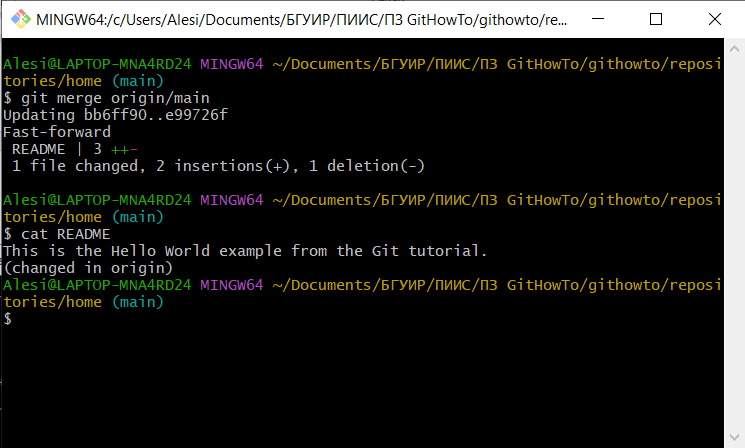 MINGW64:/c/Users/Alesi/Documents/БГУИР/ПИИС/ПЗ GitHowTo/githowto/re...
Alesi@LAPTOP-MNA4RD24 MINGW64 ~/Documents/БГУИР/ПИИС/ПЗ GitHowTo/githowto/reposi
tories/home (main)
$ git merge origin/main
Updating bb6ff90..e99726f
Fast-forward
 README | 3 ++-
 1 file changed, 2 insertions(+), 1 deletion(-)
Alesi@LAPTOP-MNA4RD24 MINGW64 ~/Documents/БГУИР/ПИИС/ПЗ GitHowTo/githowto/reposi
tories/home (main)
$ cat README
This is the Hello World example from the Git tutorial.
(changed in origin)
Alesi@LAPTOP-MNA4RD24 MINGW64 ~/Documents/БГУИР/ПИИС/ПЗ GitHowTo/githowto/reposi
tories/home (main)
$